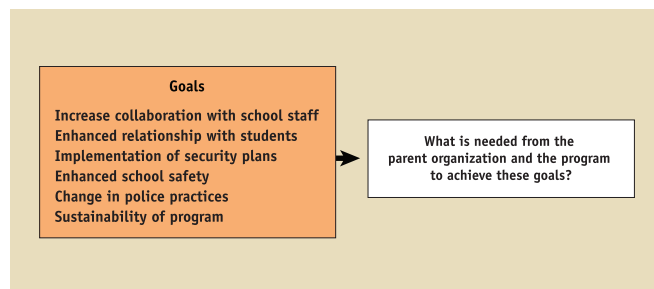 Goals
Increase collaboration with school staff
Enhanced relationship with students
Implementation of security plans
Enhanced school safety
Change in police practices
Sustainability of program
What is needed from the
parent organization and the program
to achieve these goals?